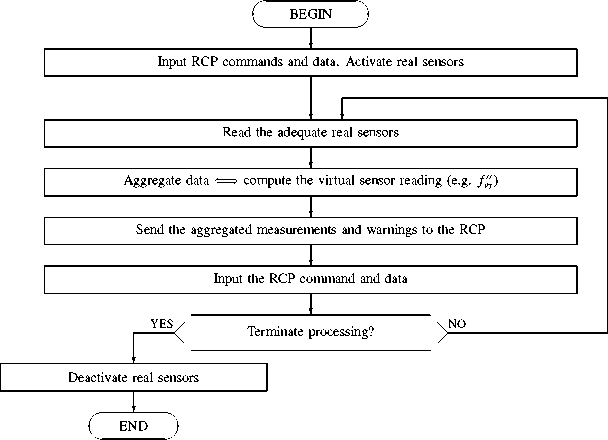 BEGIN
Input RCP commands and data. Activate real sensors
Read the adequate real sensors
Aggregate data ⟺ compute the virtual sensor reading (e.g. f″)
Send the aggregated measurements and warnings to the RCP
Input the RCP command and data
Terminate processing?
YES
NO
Deactivate real sensors
END